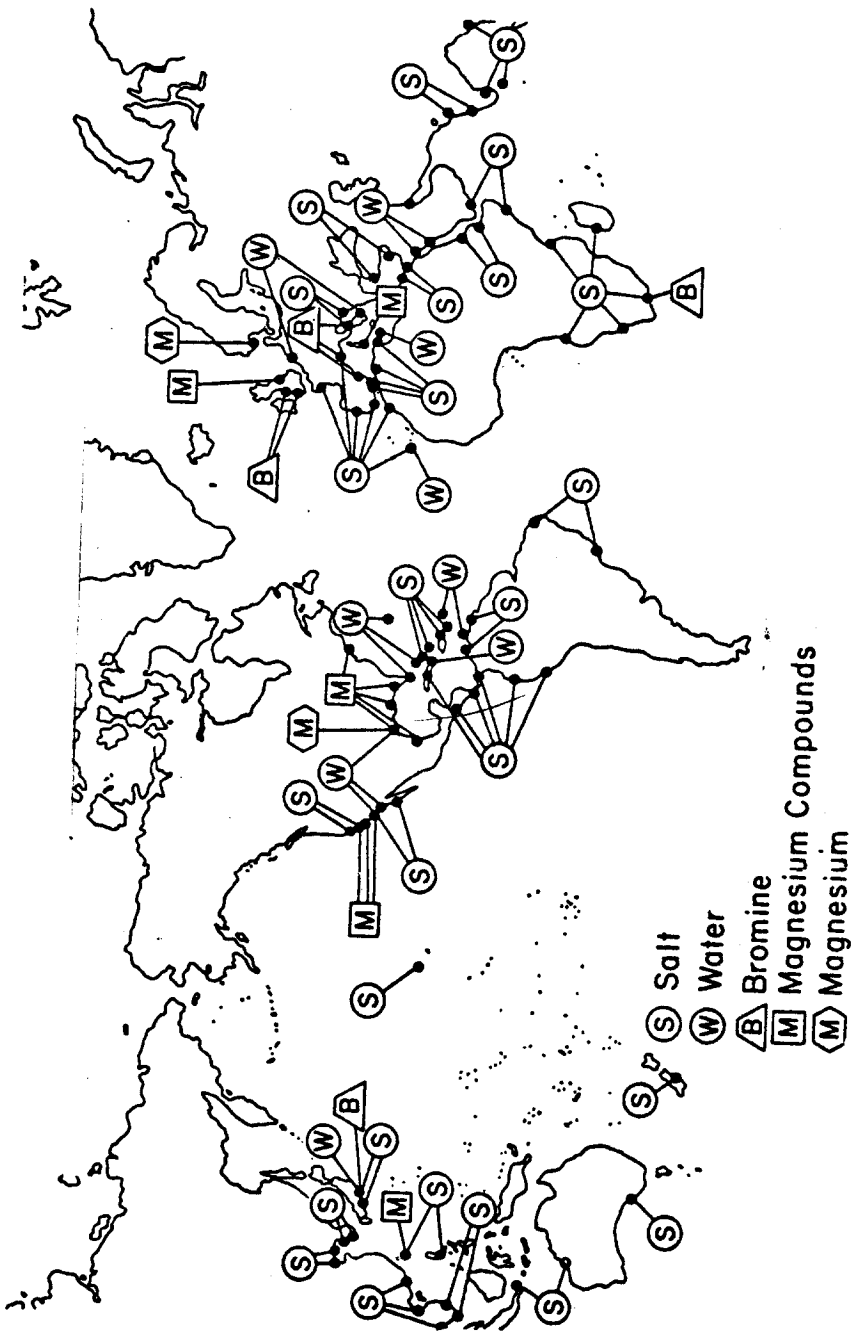 M
M
B W
S S M B S S
S W W M W
B S
S S S M W
M M
S S
S W
S W S
W S
S
S S S
W S S
S
S S
S
S
B
S Salt
W Water
B Bromine
M Magnesium Compounds
M Magnesium